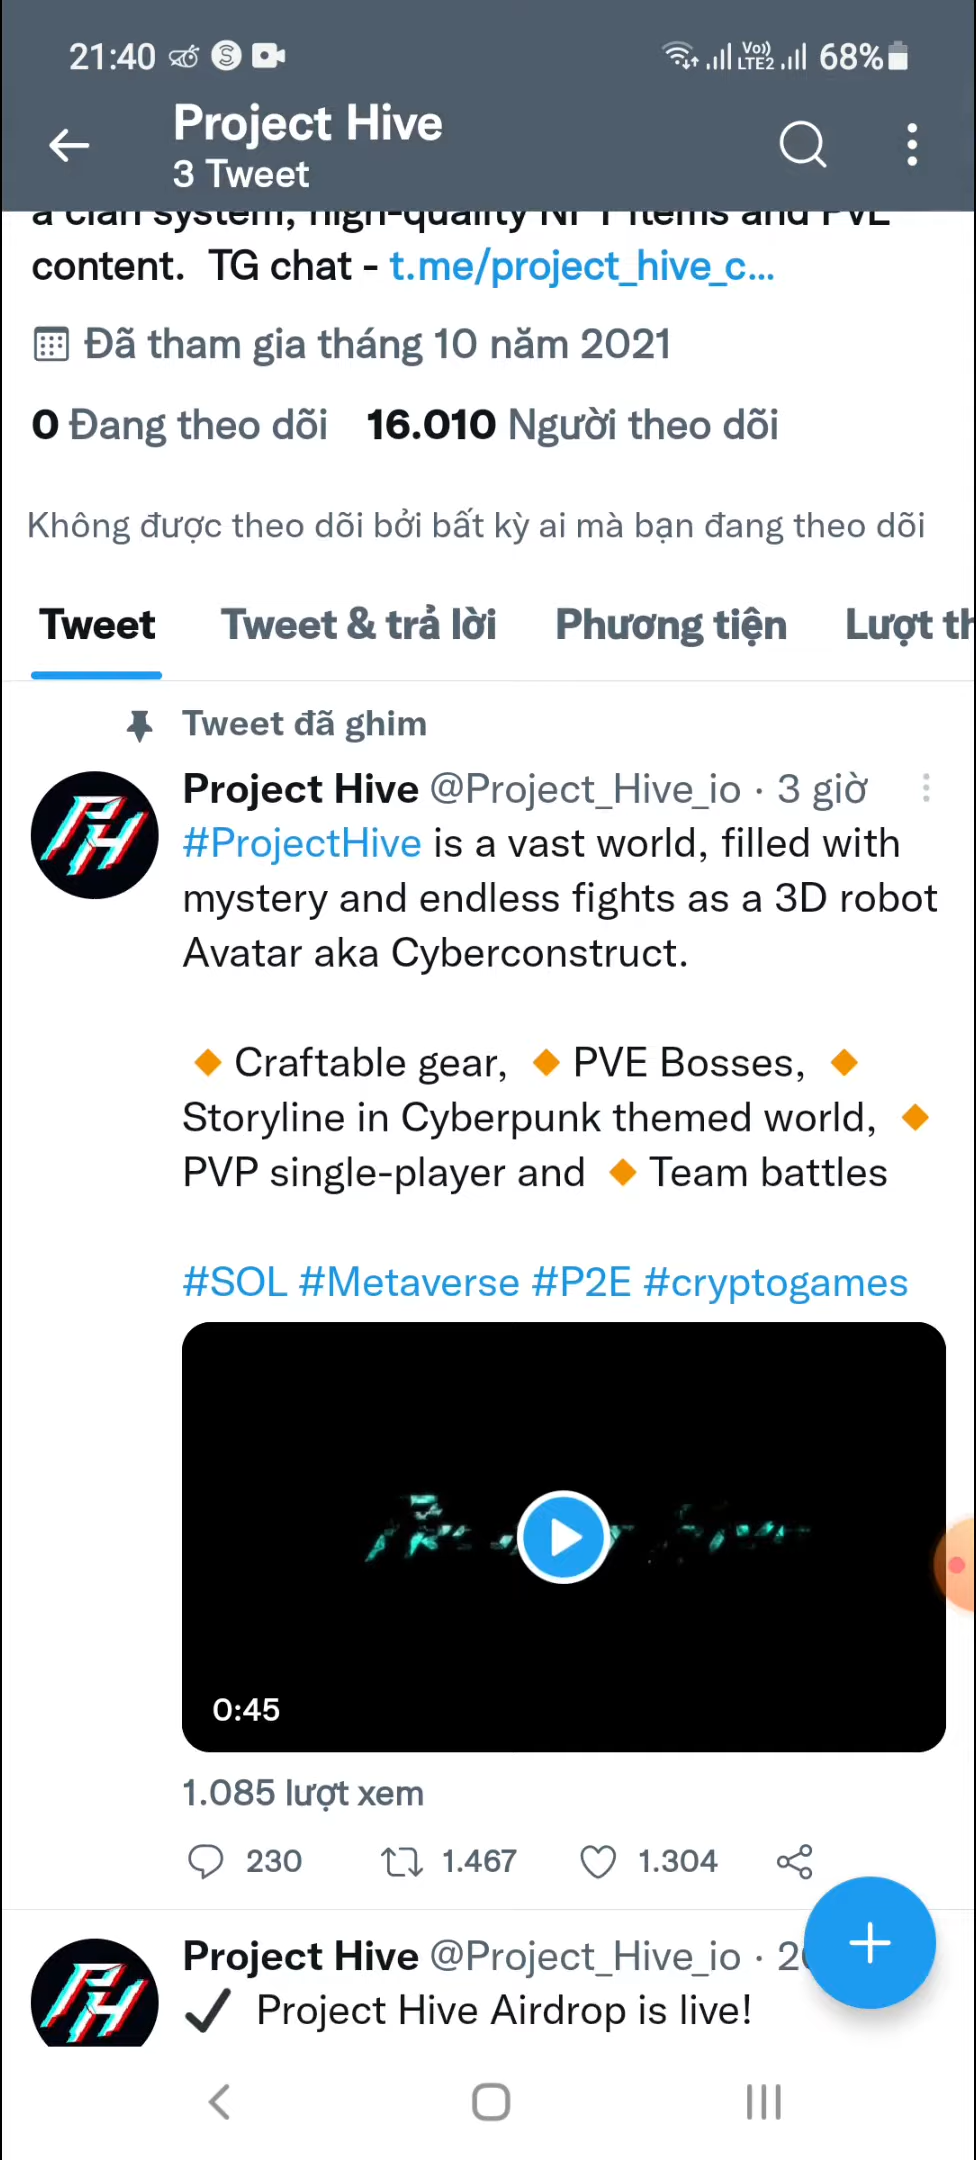 21:40
Vo))
LTE2
68%
Project Hive
3 Tweet
a clan system, high-quality NFT items and PVE
content. TG chat - t.me/project_hive_c...
Đã tham gia tháng 10 năm 2021
0 Đang theo dõi 16.010 Người theo dõi
Không được theo dõi bởi bất kỳ ai mà bạn đang theo dõi
Tweet Tweet & trả lời Phương tiện Lượt th
Tweet đã ghim
Project Hive @Project_Hive_io · 3 giờ
#ProjectHive is a vast world, filled with
mystery and endless fights as a 3D robot
Avatar aka Cyberconstruct.
🔸Craftable gear, 🔸PVE Bosses, 🔸
Storyline in Cyberpunk themed world, 🔸
PVP single-player and 🔸Team battles
#SOL #Metaverse #P2E #cryptogames
0:45
1.085 lượt xem
230 1.467 1.304
Project Hive @Project_Hive_io ·
✔ Project Hive Airdrop is live!